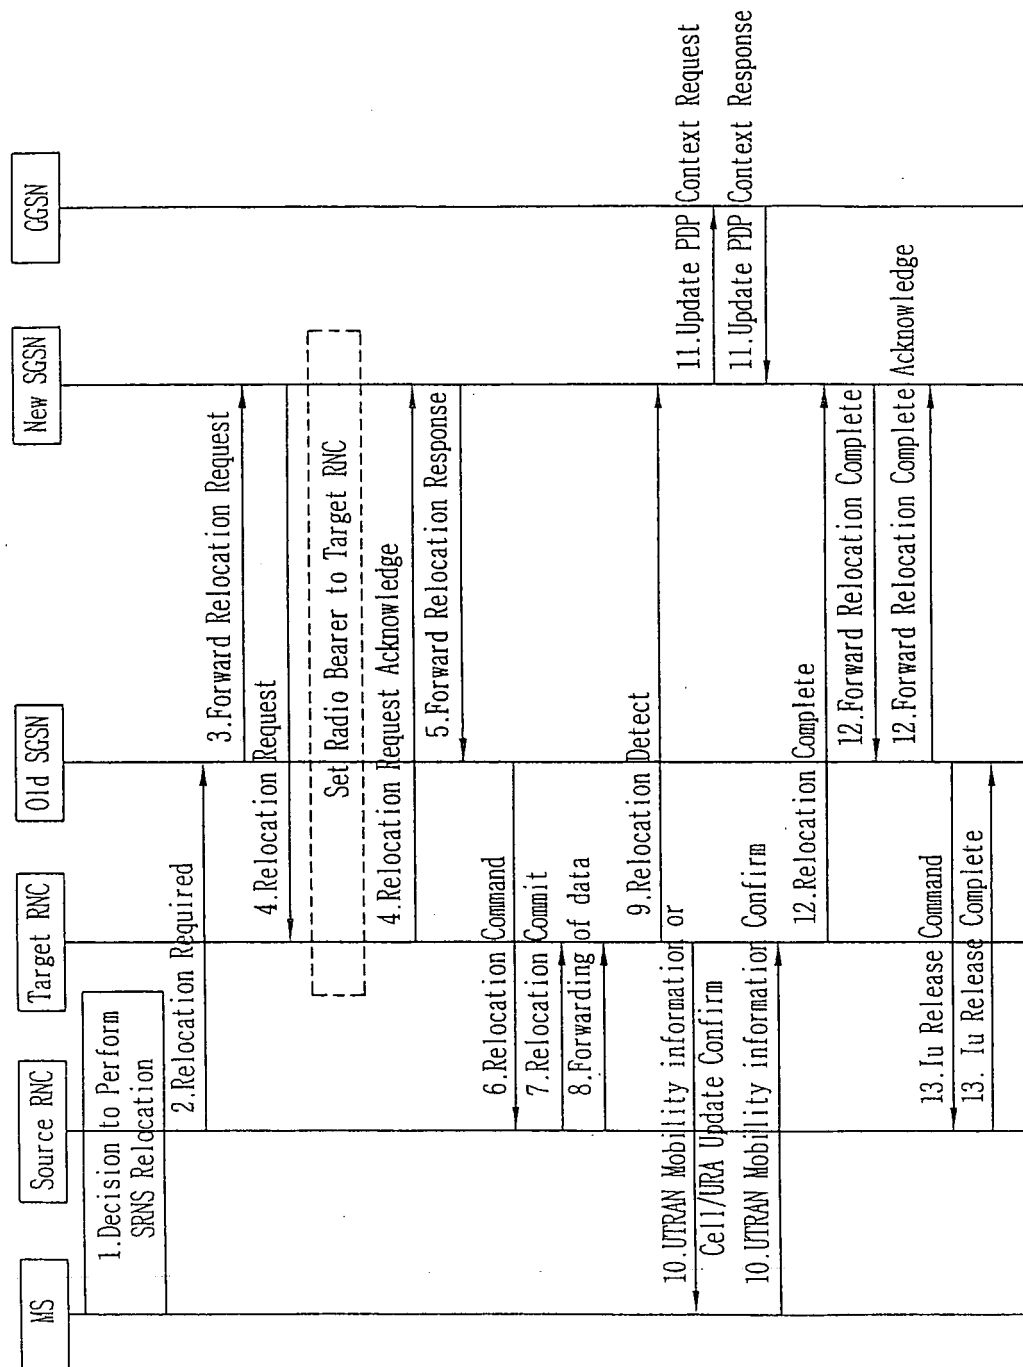 MS
Source RNC
Target RNC
Old SGSN
New SGSN
GGSN
1.Decision to Perform
SRNS Relocation
2.Relocation Required
3.Forward Relocation Request
4.Relocation Request
Set Radio Bearer to Target RNC
4.Relocation Request Acknowledge
5.Forward Relocation Response
6.Relocation Command
7.Relocation Commit
8.Forwarding of data
9.Relocation Detect
10.UTRAN Mobility information or
Cell/URA Update Confirm
11.Update PDP Context Request
11.Update PDP Context Response
10.UTRAN Mobility information Confirm
12.Relocation Complete
12.Forward Relocation Complete
12.Forward Relocation Complete Acknowledge
13.Iu Release Command
13. Iu Release Complete